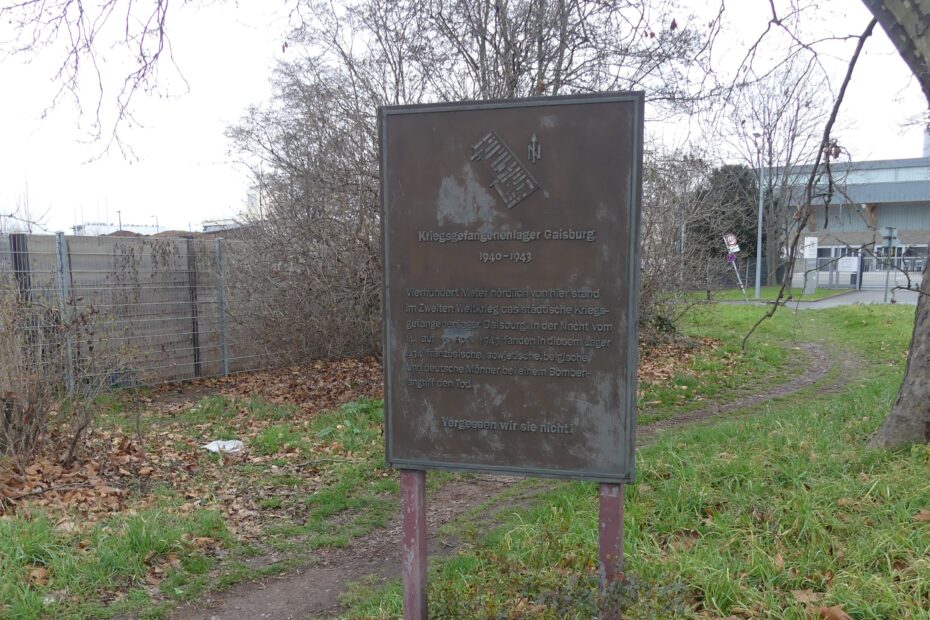 N
Kriegsgefangenenlager Gaisburg
1940–1943
Vierhundert Meter nördlich von hier stand
im Zweiten Weltkrieg das städtische Kriegs-
gefangenenlager Gaisburg. In der Nacht vom
14. auf 1943 fanden in diesem Lager
französische, sowjetische, belgische
und deutsche Männer bei einem Bomben-
angriff den Tod.
Vergessen wir sie nicht!